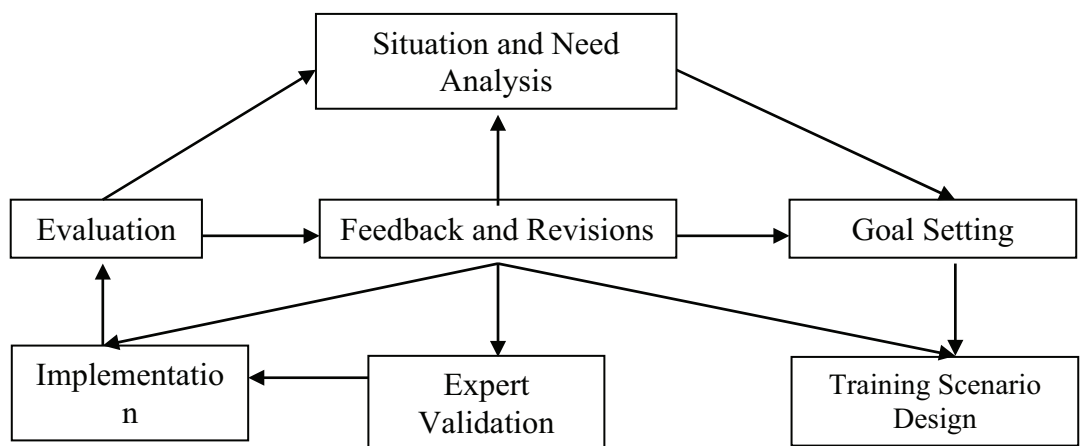 Situation and Need
Analysis
Evaluation
Feedback and Revisions
Goal Setting
Implementatio
n
Expert
Validation
Training Scenario
Design